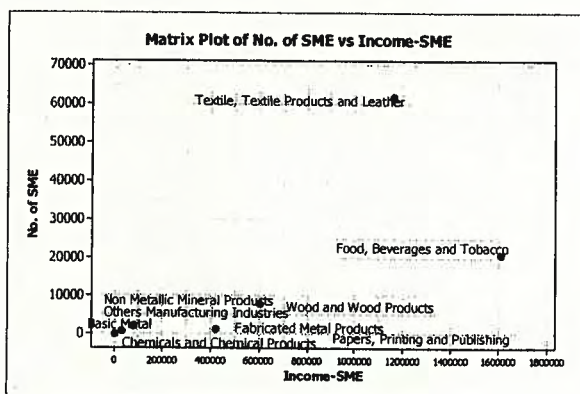 Matrix Plot of No. of SME vs Income-SME
70000
60000
50000
40000
30000
20000
10000
0
No. of SME
Textile, Textile Products and Leather
Food, Beverages and Tobacco
Non Metallic Mineral Products
Wood and Wood Products
Others Manufacturing Industries
Basic Metal
Fabricated Metal Products
Chemicals and Chemical Products
Papers, Printing and Publishing
0 200000 400000 600000 800000 1000000 1200000 1400000 1600000 1800000
Income-SME